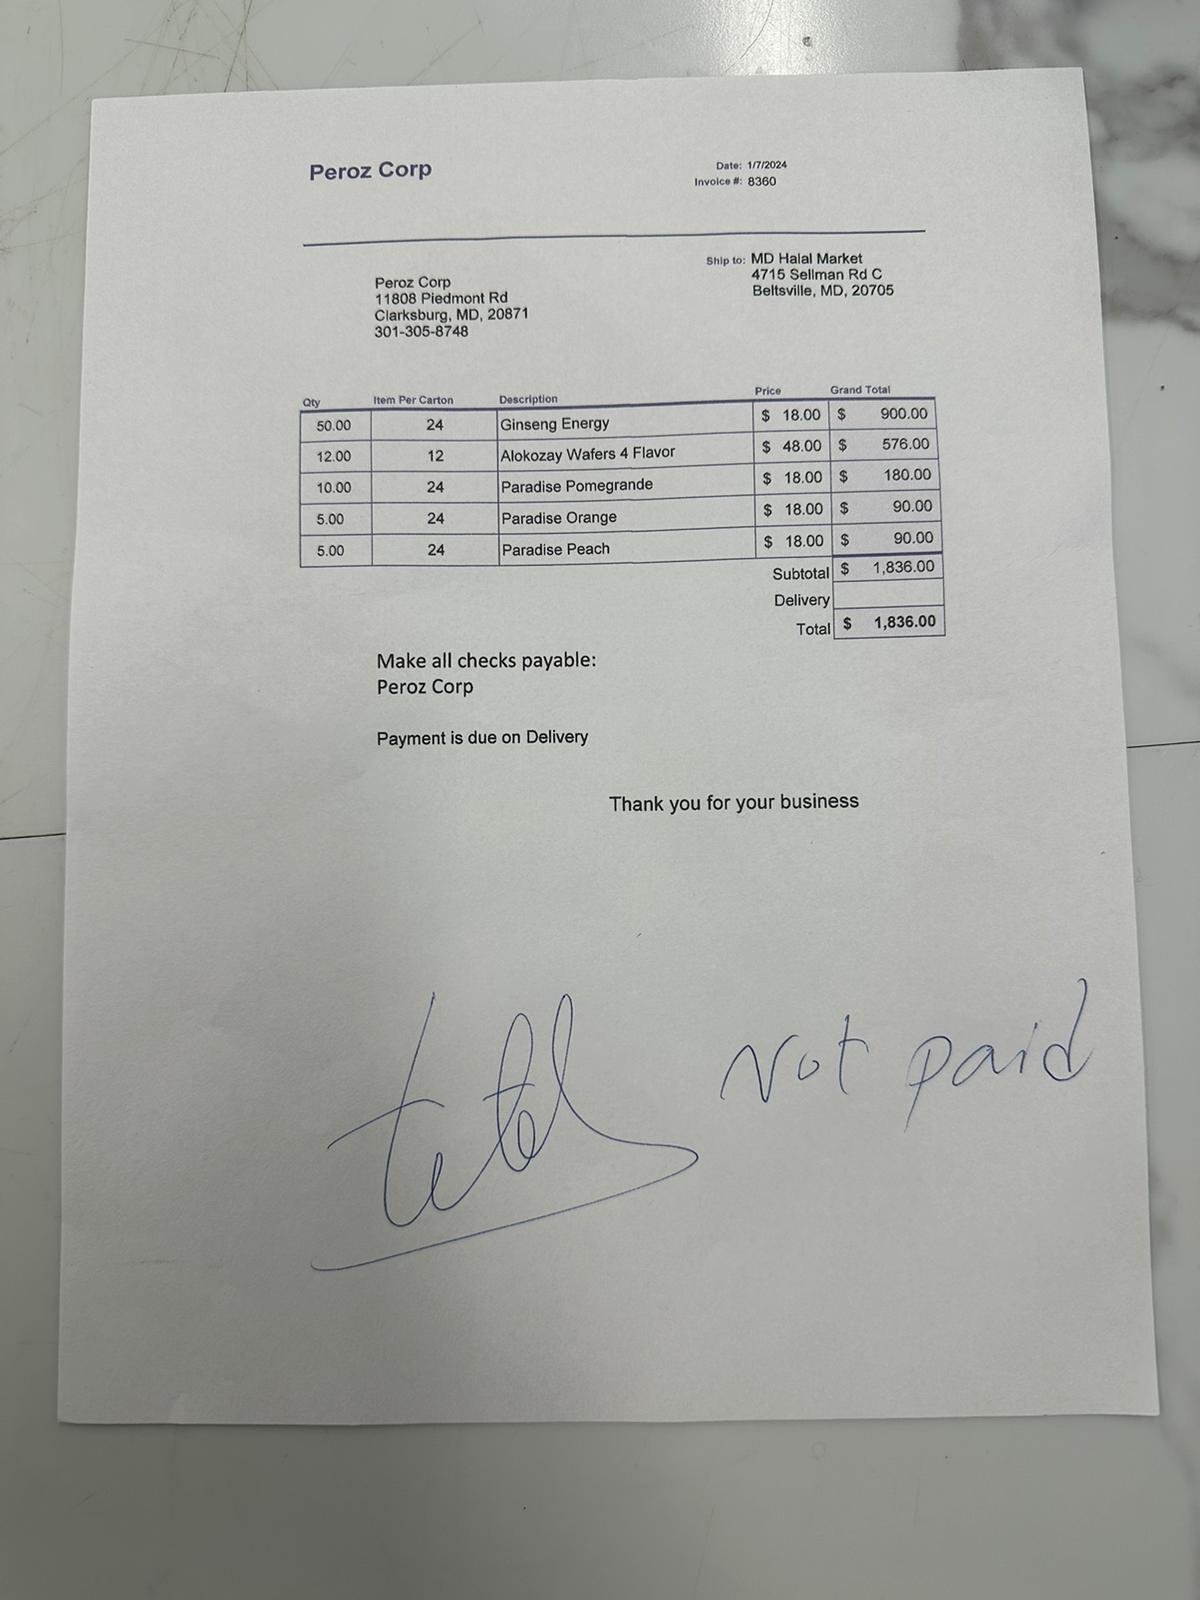 Peroz Corp
Date: 1/7/2024
Invoice #: 8360
Ship to: MD Halal Market
4715 Sellman Rd C
Beltsville, MD, 20705
Peroz Corp
11808 Piedmont Rd
Clarksburg, MD, 20871
301-305-8748
Qty Item Per Carton Description Price Grand Total
50.00 24 Ginseng Energy $ 18.00 $ 900.00
12.00 12 Alokozay Wafers 4 Flavor $ 48.00 $ 576.00
10.00 24 Paradise Pomegrande $ 18.00 $ 180.00
5.00 24 Paradise Orange $ 18.00 $ 90.00
5.00 24 Paradise Peach $ 18.00 $ 90.00
Subtotal $ 1,836.00
Delivery
Total $ 1,836.00
Make all checks payable:
Peroz Corp
Payment is due on Delivery
Thank you for your business
Not paid